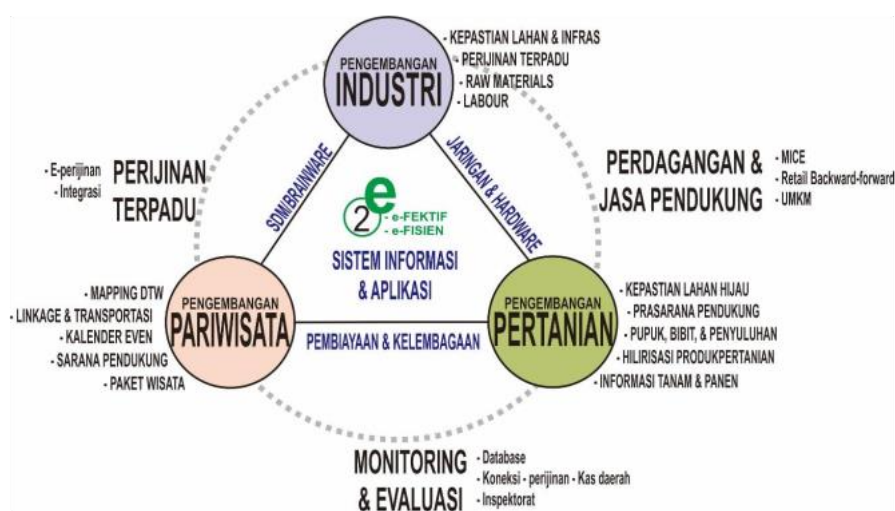 PENGEMBANGAN
INDUSTRI
- KEPASTIAN LAHAN & INFRAS
- PERIJINAN TERPADU
- RAW MATERIALS
- LABOUR
- E-perijinan
- Integrasi
PERIJINAN
TERPADU
SDM/BRAINWARE
JARINGAN & HARDWARE
PERDAGANGAN &
JASA PENDUKUNG
- MICE
- Retail Backward-forward
- UMKM
2 e
- e-FEKTIF
- e-FISIEN
SISTEM INFORMASI
& APLIKASI
- MAPPING DTW
- LINKAGE & TRANSPORTASI
- KALENDER EVEN
- SARANA PENDUKUNG
- PAKET WISATA
PENGEMBANGAN
PARIWISATA
PEMBIAYAAN & KELEMBAGAAN
PENGEMBANGAN
PERTANIAN
- KEPASTIAN LAHAN HIJAU
- PRASARANA PENDUKUNG
- PUPUK, BIBIT, & PENYULUHAN
- HILIRISASI PRODUKPERTANIAN
- INFORMASI TANAM & PANEN
MONITORING
& EVALUASI
- Database
- Koneksi - perijinan - Kas daerah
- Inspektorat